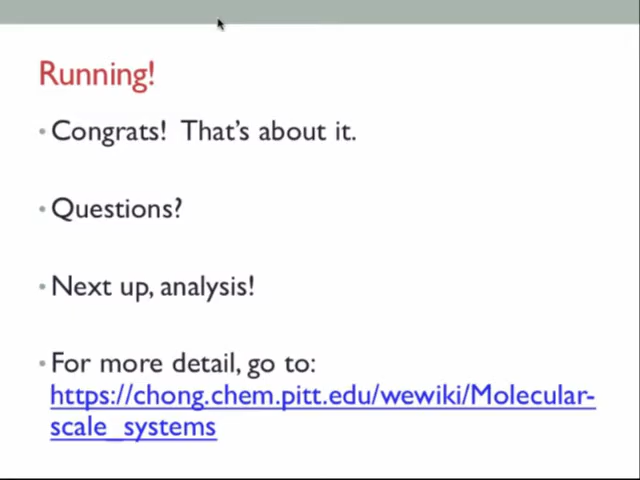 Running!
• Congrats! That's about it.
• Questions?
• Next up, analysis!
• For more detail, go to:
https://chong.chem.pitt.edu/wewiki/Molecular-
scale_systems